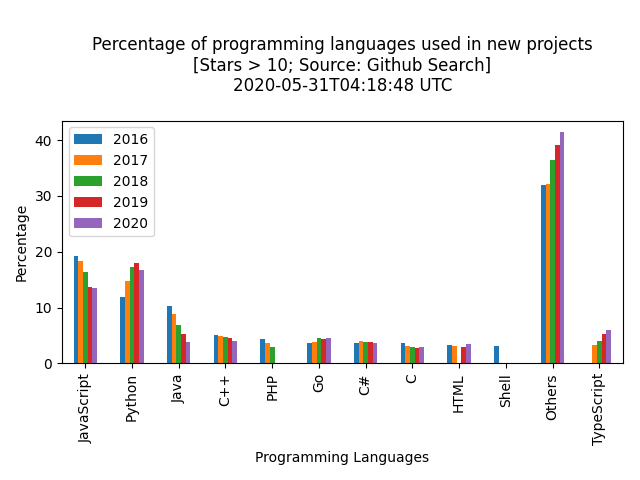 Percentage of programming languages used in new projects
[Stars > 10; Source: Github Search]
2020-05-31T04:18:48 UTC
2016
2017
2018
2019
2020
Percentage
40
30
20
10
0
JavaScript
Python
Java
C++
PHP
Go
C#
C
HTML
Shell
Others
TypeScript
Programming Languages